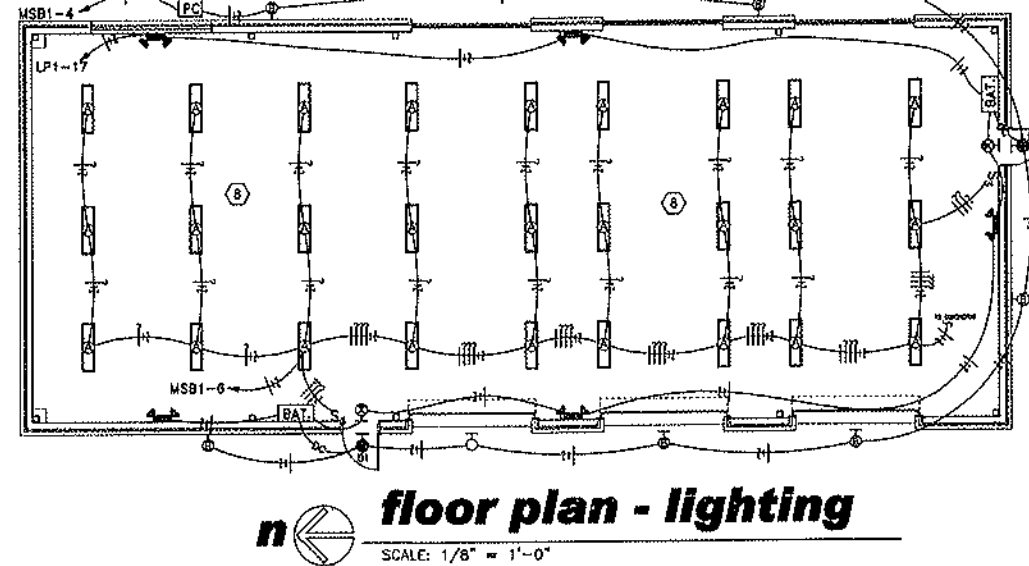 MSB1-4
PC
LP1-17
BAT.
A A A A A A A A A
8 8
A A A A A A A A A
A A A A A A A A A
MSB1-6
BAT.
n
floor plan - lighting
SCALE: 1/8" = 1'-0"